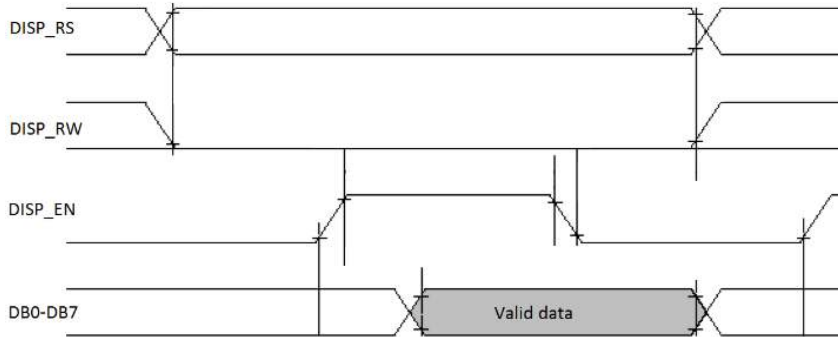 DISP_RS
DISP_RW
DISP_EN
DB0-DB7
Valid data